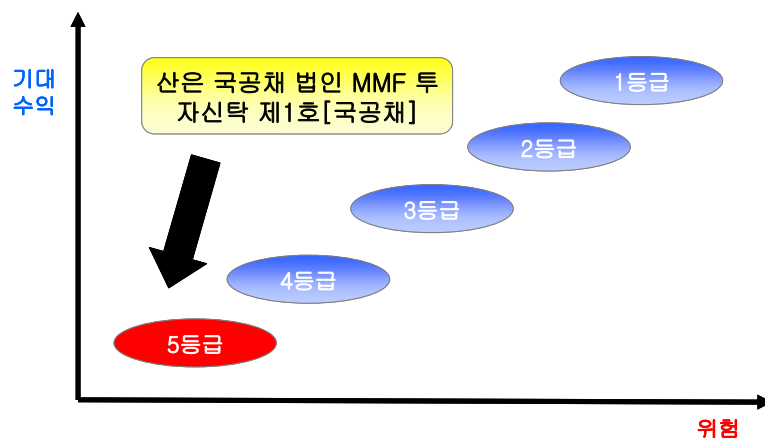 기대
수익
산은 국공채 법인 MMF 투
자신탁 제1호[국공채]
1등급
2등급
3등급
4등급
5등급
위험